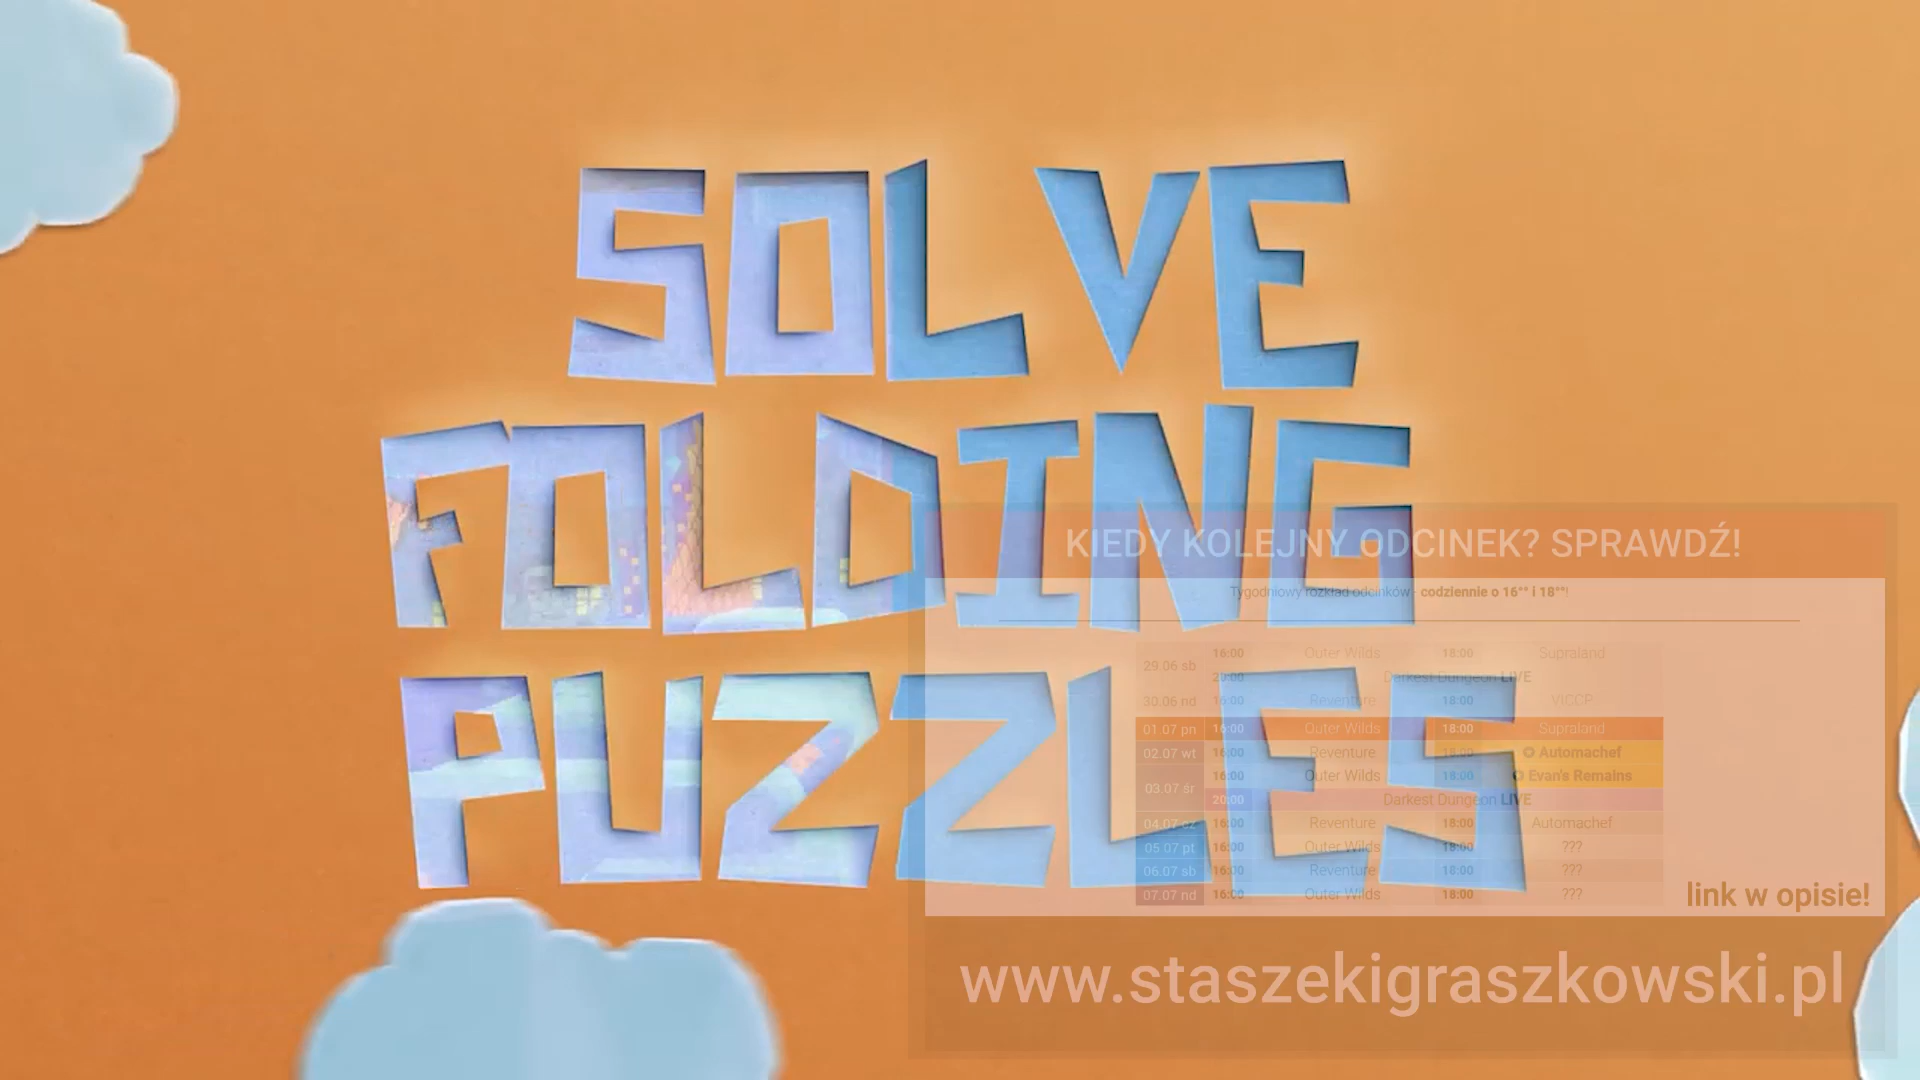 SOLVE
FOLDING
PUZZLES
KIEDY KOLEJNY ODCINEK? SPRAWDŹ!
Tygodniowy rozkład odcinków - codziennie o 16⁰⁰ i 18⁰⁰!
29.06 sb 16:00 Outer Wilds 18:00 Supraland
20:00 Darkest Dungeon LIVE
30.06 nd 16:00 Reventure 18:00 VICCP
01.07 pn 16:00 Outer Wilds 18:00 Supraland
02.07 wt 16:00 Reventure 18:00 Automachef
03.07 śr 16:00 Outer Wilds 18:00 Evan's Remains
20:00 Darkest Dungeon LIVE
04.07 cz 16:00 Reventure 18:00 Automachef
05.07 pt 16:00 Outer Wilds 18:00 ???
06.07 sb 16:00 Reventure 18:00 ???
07.07 nd 16:00 Outer Wilds 18:00 ???
link w opisie!
www.staszekigraszkowski.pl